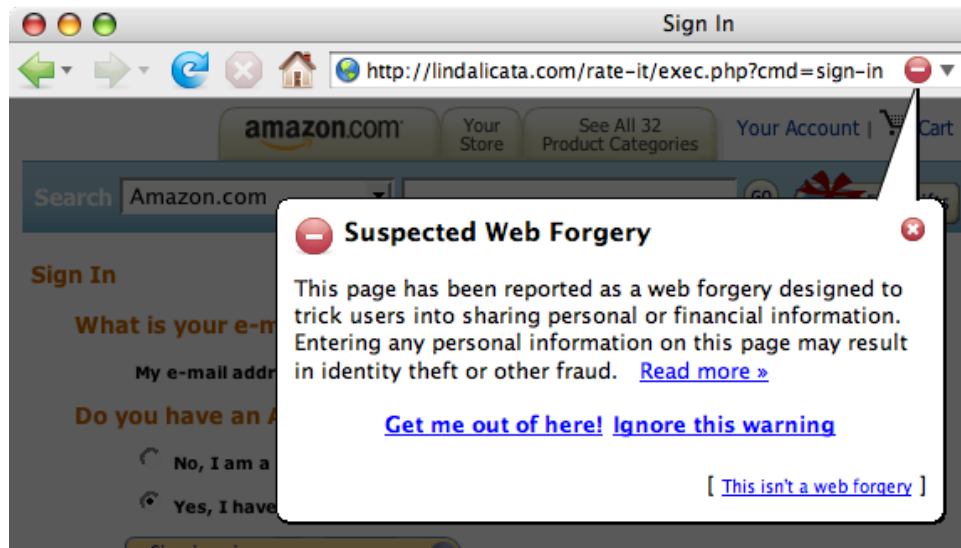 Sign In
http://lindalicata.com/rate-it/exec.php?cmd=sign-in
amazon.com
Your
Store
See All 32
Product Categories
Your Account |
Cart
Search
Amazon.com
GO
Suspected Web Forgery
This page has been reported as a web forgery designed to
trick users into sharing personal or financial information.
Entering any personal information on this page may result
in identity theft or other fraud. Read more »
Get me out of here! Ignore this warning
[ This isn't a web forgery ]
Sign In
What is your e-m
My e-mail addr
Do you have an A
No, I am a
Yes, I have